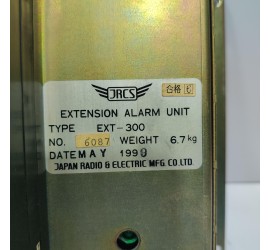 JRCS 合格
EXTENSION ALARM UNIT
TYPE EXT-300
NO. 6087 WEIGHT 6.7kg
DATE MAY 1999
JAPAN RADIO & ELECTRIC MFG. CO. LTD